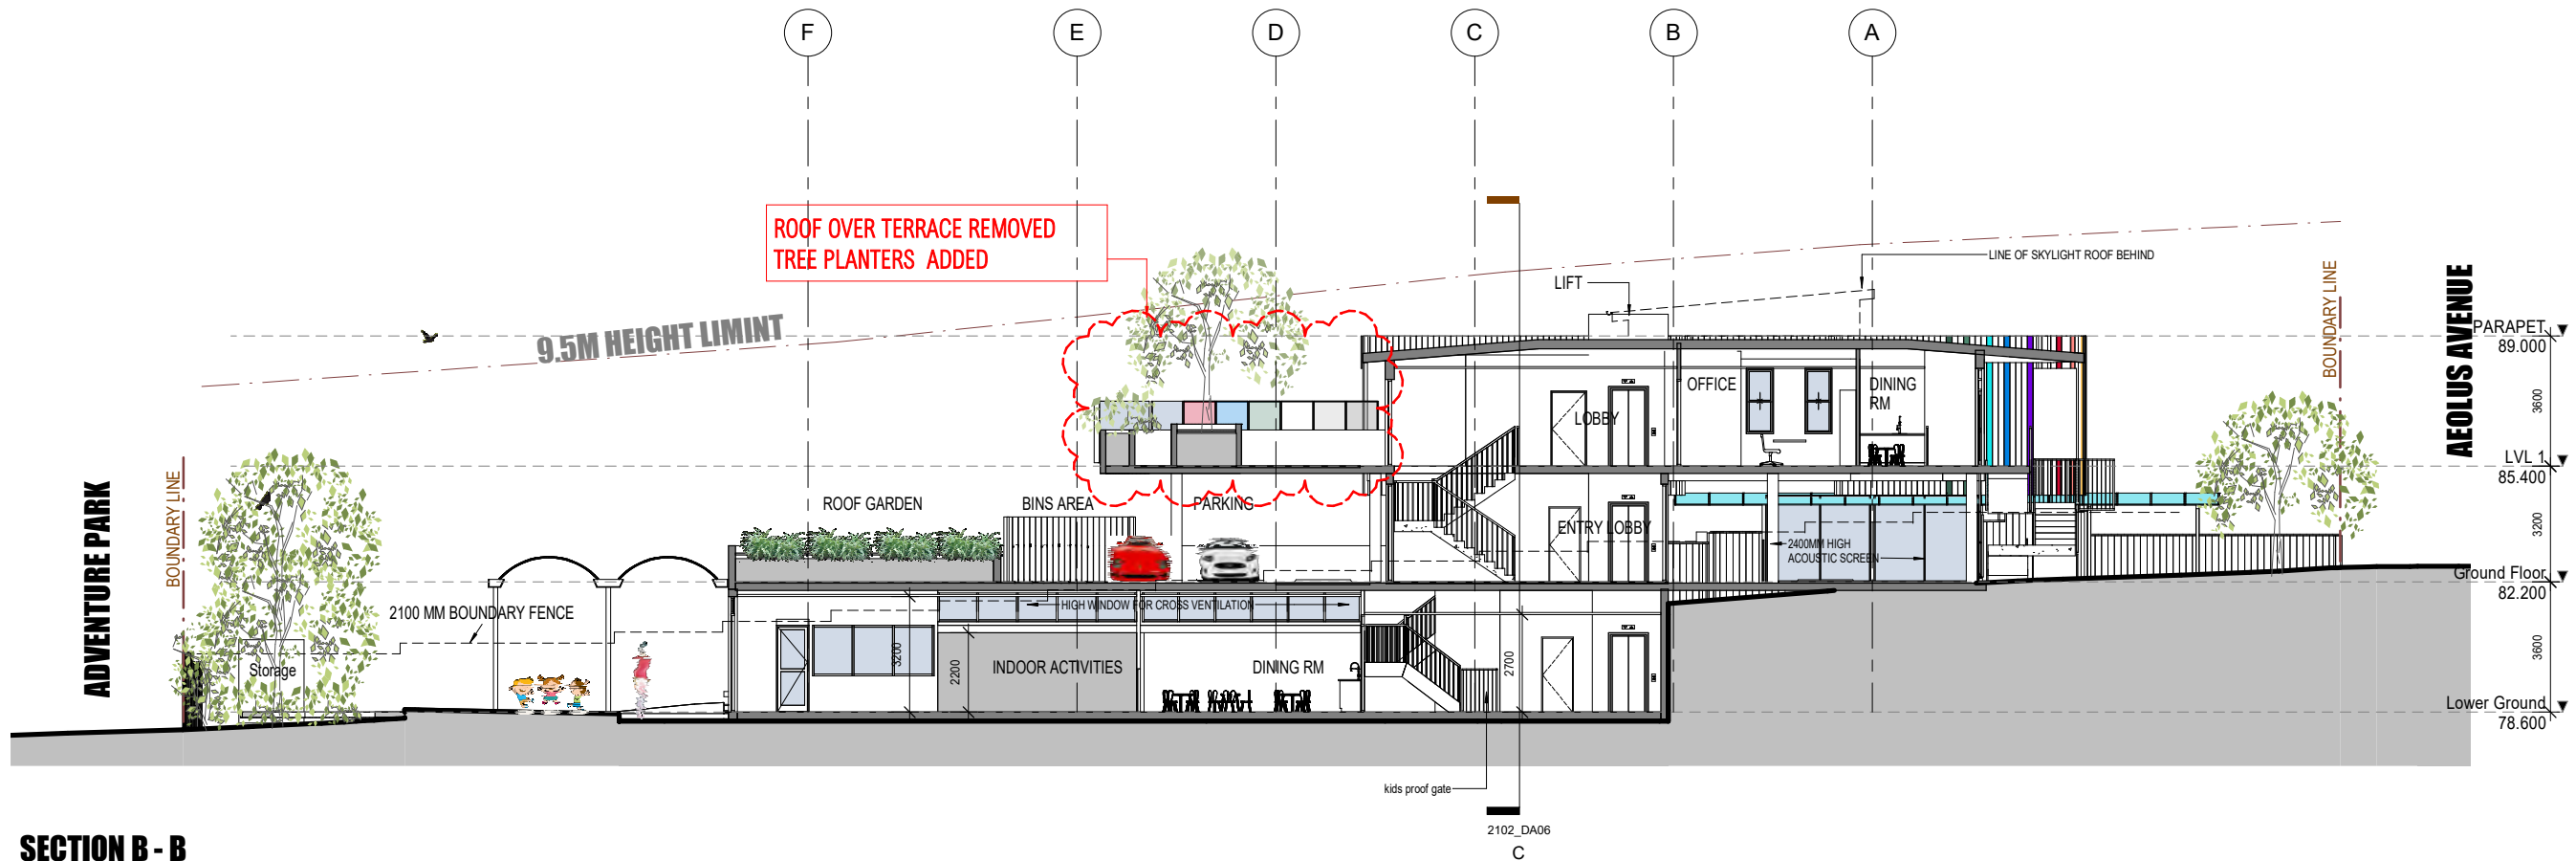 F
E
D
C
B
A
ROOF OVER TERRACE REMOVED
TREE PLANTERS ADDED
9.5M HEIGHT LIMINT
LIFT
LINE OF SKYLIGHT ROOF BEHIND
BOUNDARY LINE
AEOLUS AVENUE
PARAPET
89.000
3600
OFFICE
DINING
RM
LOBBY
LVL 1
85.400
3200
ADVENTURE PARK
BOUNDARY LINE
ROOF GARDEN
BINS AREA
PARKING
ENTRY LOBBY
2400MM HIGH
ACOUSTIC SCREEN
Ground Floor
82.200
3600
2100 MM BOUNDARY FENCE
HIGH WINDOW FOR CROSS VENTILATION
Storage
3200
2200
INDOOR ACTIVITIES
DINING RM
2700
Lower Ground
78.600
kids proof gate
2102_DA06
C
SECTION B - B